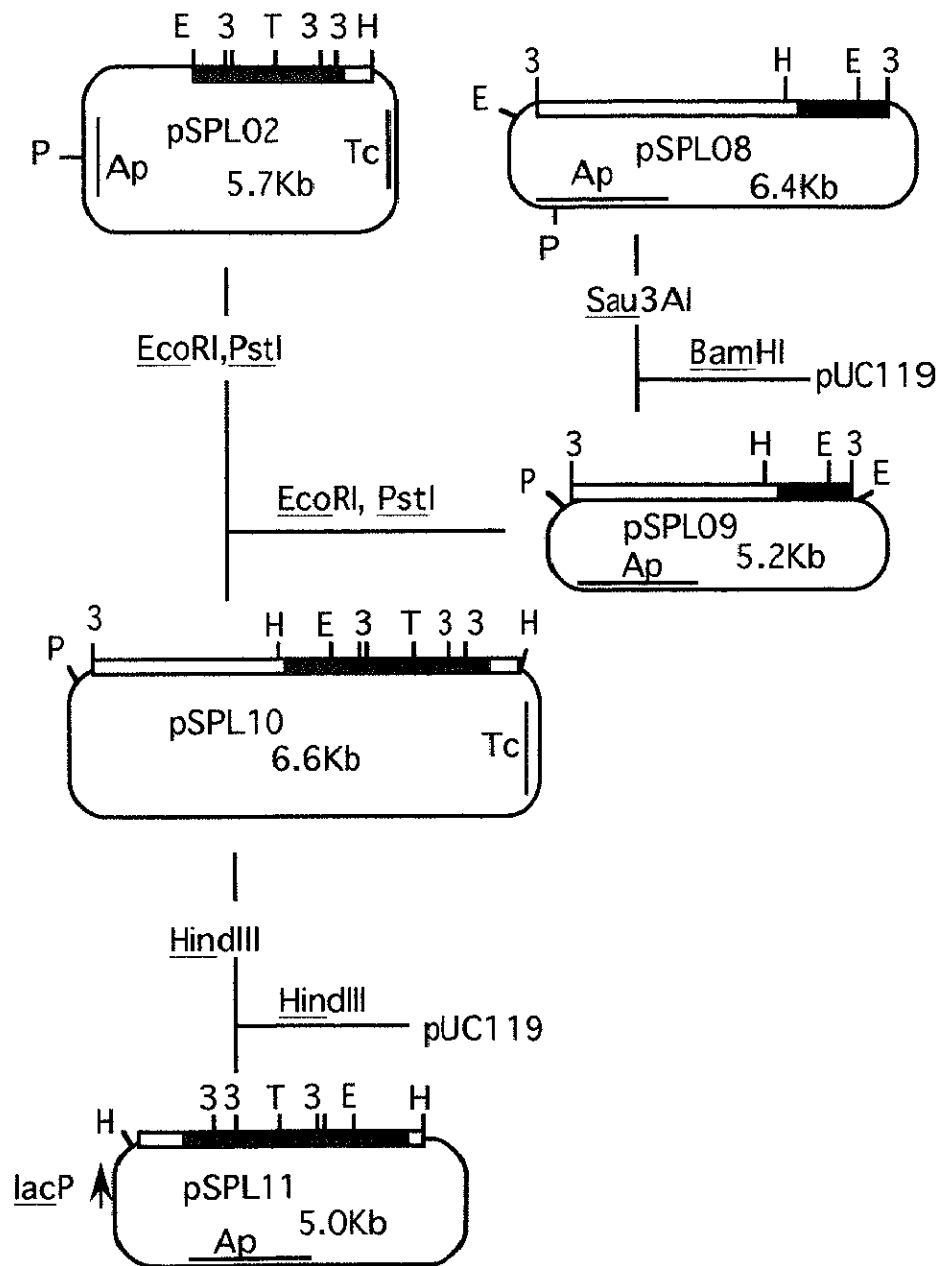 E 3 T 3 3 H
P
pSPL02
Ap
5.7Kb
Tc
3 H E 3
E
pSPL08
Ap
6.4Kb
P
EcoRI,PstI
Sau3AI
BamHI
pUC119
EcoRI, PstI
3 H E 3
P
E
pSPL09
Ap
5.2Kb
3 H E 3 T 3 3 H
P
pSPL10
6.6Kb
Tc
HindIII
HindIII
pUC119
H 3 3 T 3 E H
lacP
pSPL11
5.0Kb
Ap